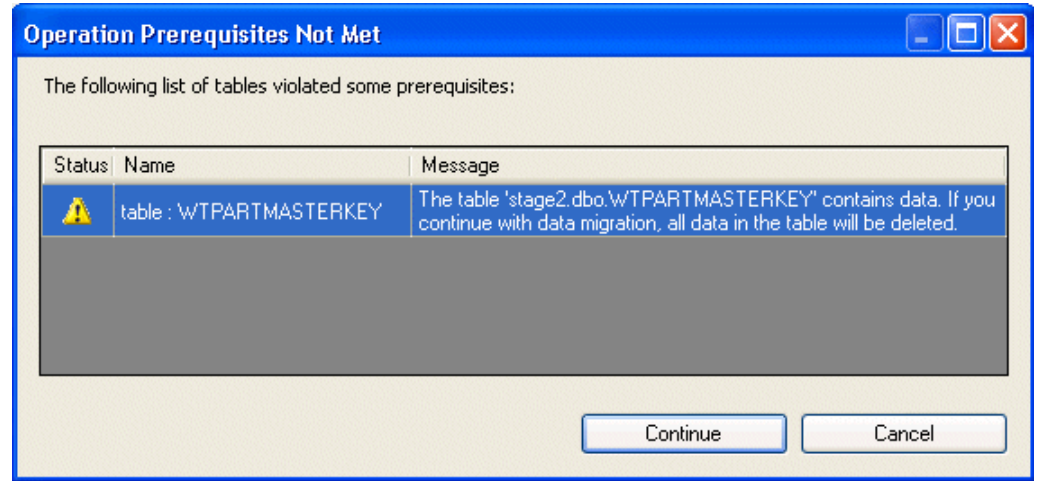 Operation Prerequisites Not Met
The following list of tables violated some prerequisites:
Status Name Message
table : WTPARTMASTERKEY
The table 'stage2.dbo.WTPARTMASTERKEY' contains data. If you
continue with data migration, all data in the table will be deleted.
Continue Cancel